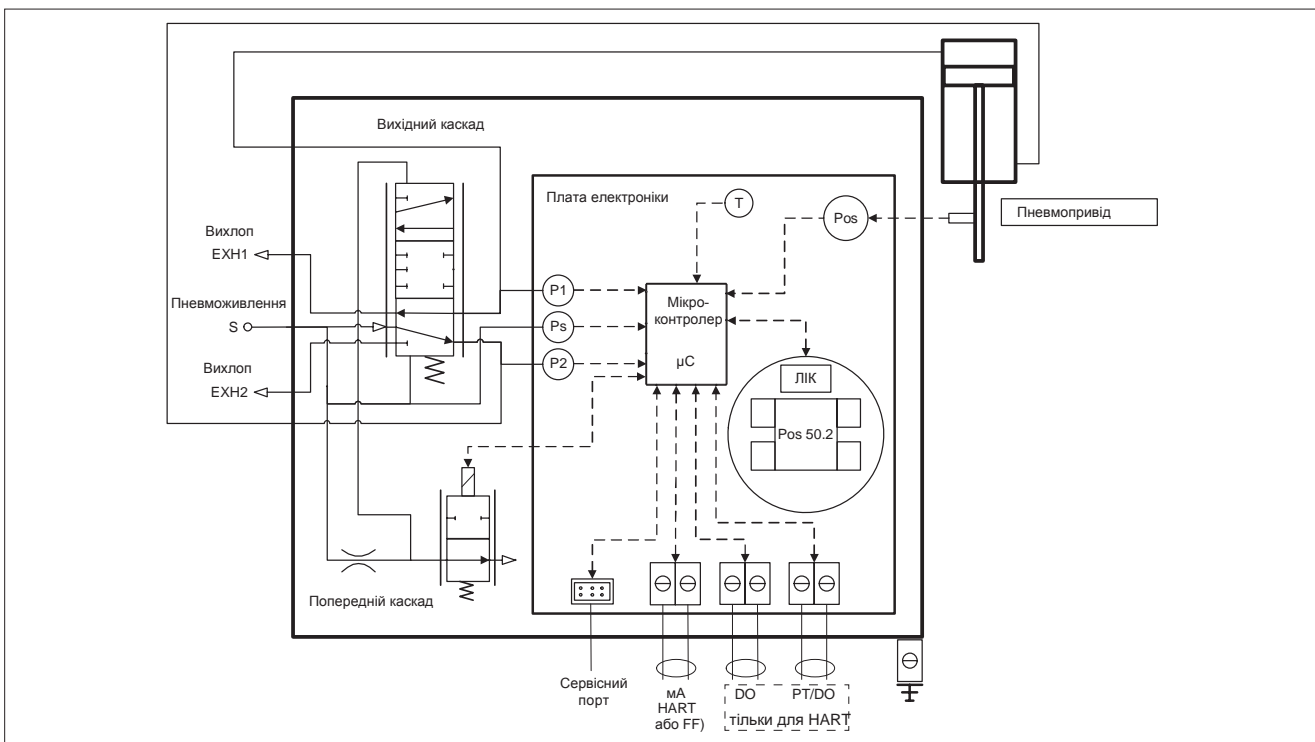 Вихідний каскад
Плата електроніки
T
Pos
Пневмопривід
Вихлоп
EXH1
Пневможивлення
S
Вихлоп
EXH2
P1
Ps
P2
Мікро-
контролер
µC
ЛІК
Pos 50.2
Попередній каскад
Сервісний
порт
мА
HART
або FF)
DO
PT/DO
тільки для HART